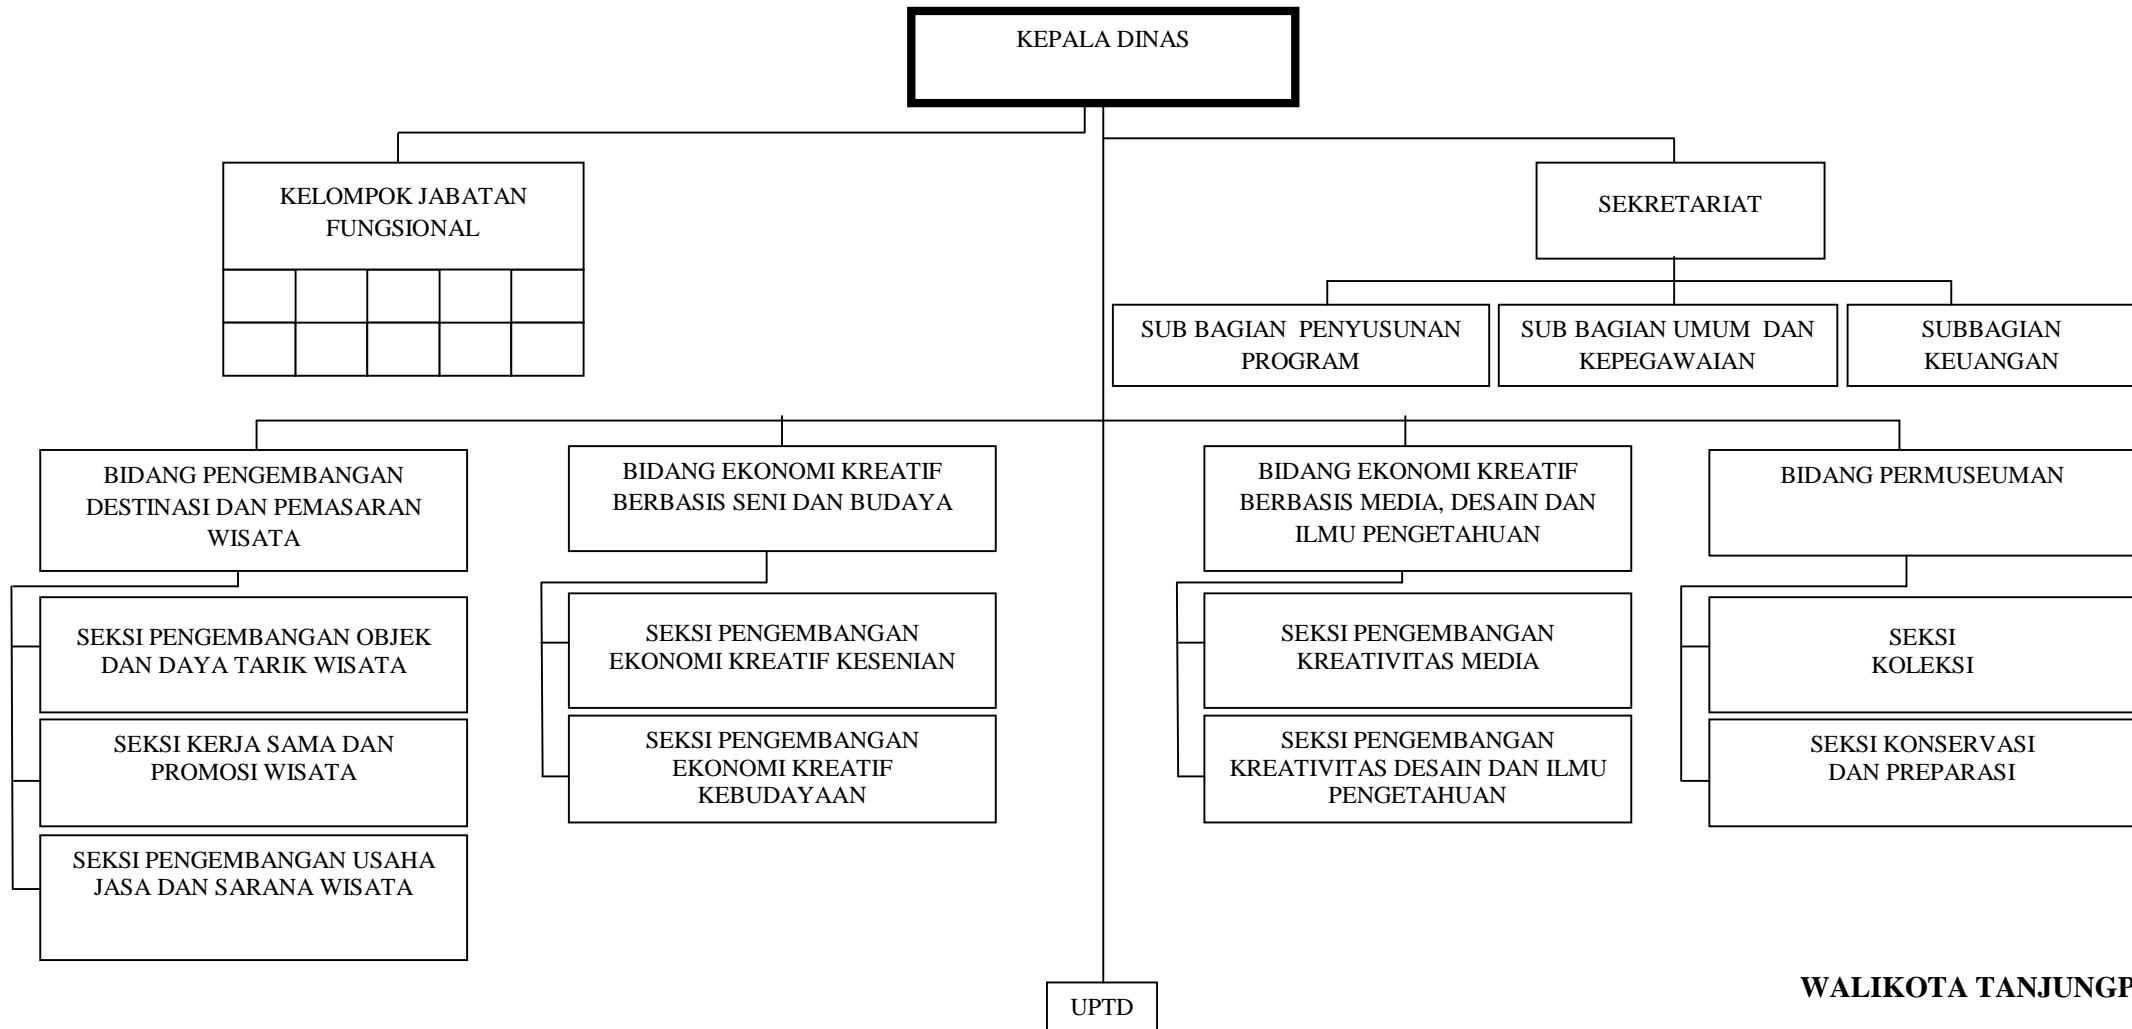 KEPALA DINAS
KELOMPOK JABATAN
FUNGSIONAL
SEKRETARIAT
SUB BAGIAN PENYUSUNAN
PROGRAM
SUB BAGIAN UMUM DAN
KEPEGAWAIAN
SUBBAGIAN
KEUANGAN
BIDANG PENGEMBANGAN
DESTINASI DAN PEMASARAN
WISATA
BIDANG EKONOMI KREATIF
BERBASIS SENI DAN BUDAYA
BIDANG EKONOMI KREATIF
BERBASIS MEDIA, DESAIN DAN
ILMU PENGETAHUAN
BIDANG PERMUSEUMAN
SEKSI PENGEMBANGAN OBJEK
DAN DAYA TARIK WISATA
SEKSI PENGEMBANGAN
EKONOMI KREATIF KESENIAN
SEKSI PENGEMBANGAN
KREATIVITAS MEDIA
SEKSI
KOLEKSI
SEKSI KERJA SAMA DAN
PROMOSI WISATA
SEKSI PENGEMBANGAN
EKONOMI KREATIF
KEBUDAYAAN
SEKSI PENGEMBANGAN
KREATIVITAS DESAIN DAN ILMU
PENGETAHUAN
SEKSI KONSERVASI
DAN PREPARASI
SEKSI PENGEMBANGAN USAHA
JASA DAN SARANA WISATA
WALIKOTA TANJUNGP
UPTD